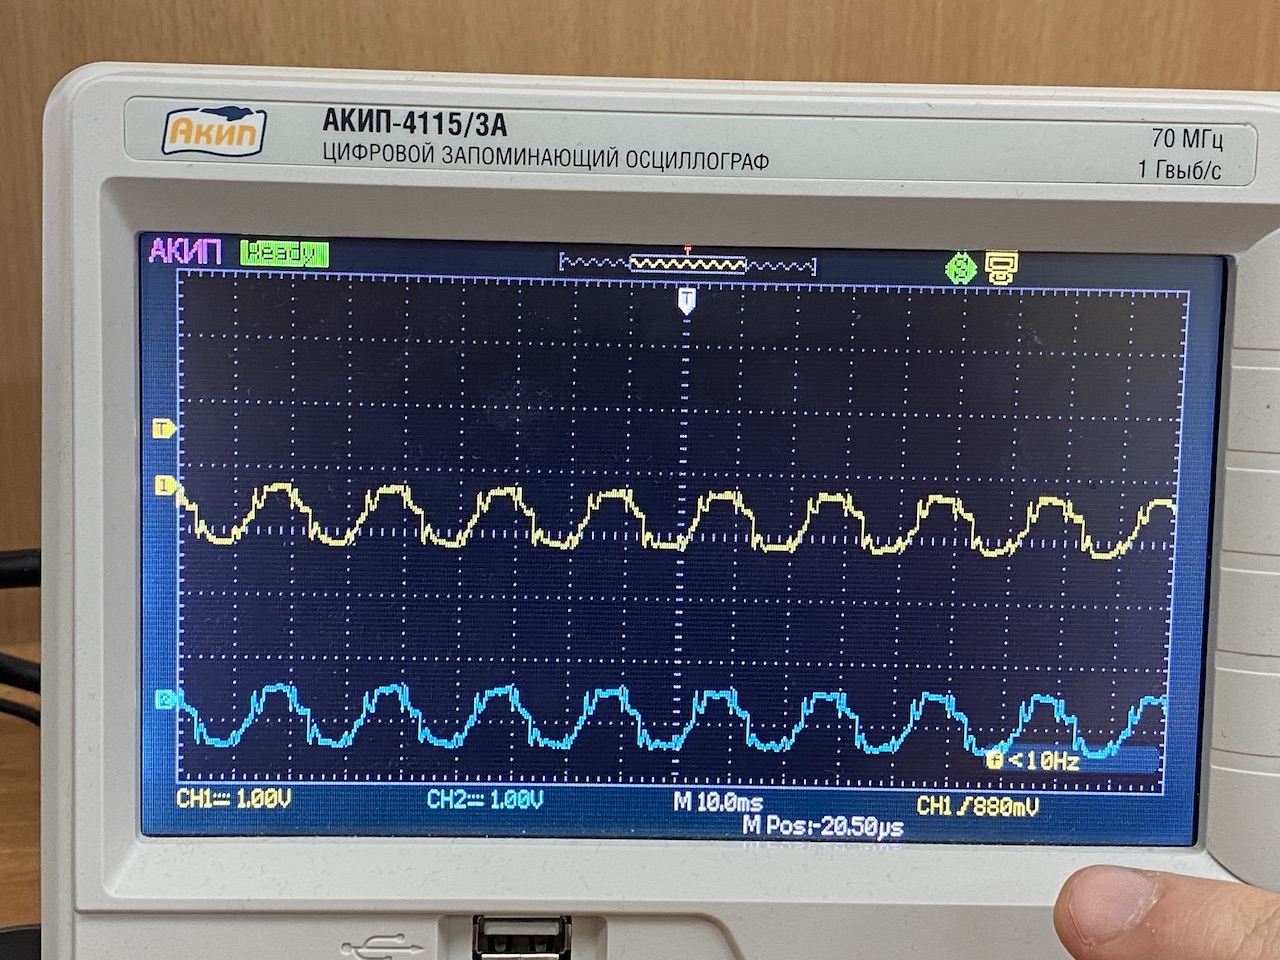 Акип
АКИП-4115/3А
ЦИФРОВОЙ ЗАПОМИНАЮЩИЙ ОСЦИЛЛОГРАФ
70 МГц
1 Гвыб/с
АКИП
T
T
T
1
2
F <10Hz
CH1 1.00V
CH2 1.00V
M 10.0ms
CH1 880mV
M Pos:-20.50µs